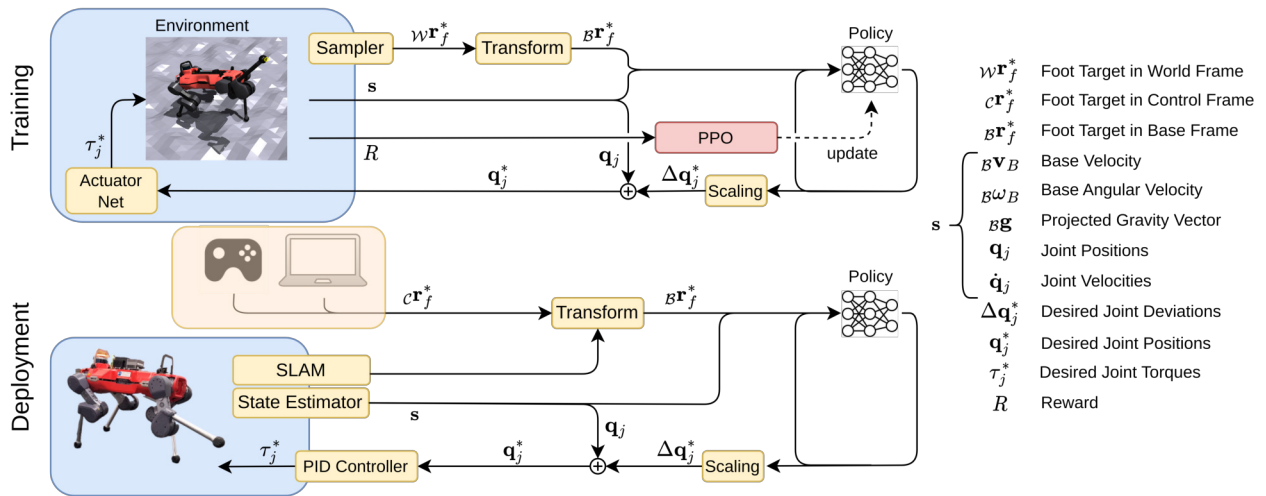 Training
Environment
Sampler
𝒲𝐫*_f
Transform
ℬ𝐫*_f
Policy
𝐬
R
PPO
update
τ*_j
Actuator
Net
𝐪*_j
𝐪_j
Δ𝐪*_j
Scaling
Deployment
𝒞𝐫*_f
Transform
ℬ𝐫*_f
Policy
SLAM
State Estimator
𝐬
𝐪_j
τ*_j
PID Controller
𝐪*_j
Δ𝐪*_j
Scaling
𝒲𝐫*_f Foot Target in World Frame
𝒞𝐫*_f Foot Target in Control Frame
ℬ𝐫*_f Foot Target in Base Frame
ℬ𝐯_B Base Velocity
ℬω_B Base Angular Velocity
ℬ𝐠 Projected Gravity Vector
𝐬
𝐪_j Joint Positions
𝐪̇_j Joint Velocities
Δ𝐪*_j Desired Joint Deviations
𝐪*_j Desired Joint Positions
τ*_j Desired Joint Torques
R Reward